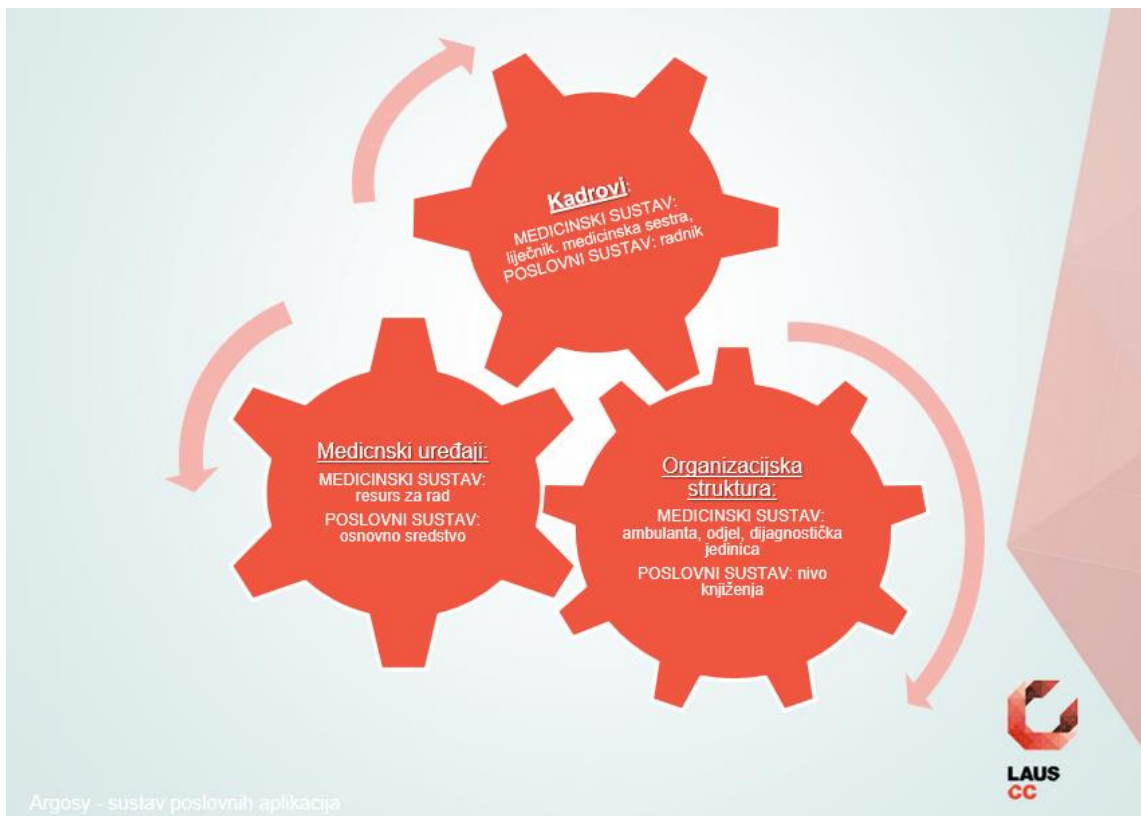 Kadrovi:
MEDICINSKI SUSTAV:
liječnik. medicinska sestra,
POSLOVNI SUSTAV: radnik
Medicnski uređaji:
MEDICINSKI SUSTAV:
resurs za rad
POSLOVNI SUSTAV:
osnovno sredstvo
Organizacijska
struktura:
MEDICINSKI SUSTAV:
ambulanta, odjel, dijagnostička
jedinica
POSLOVNI SUSTAV: nivo
knjiženja
LAUS
CC
Argosy - sustav poslovnih aplikacija